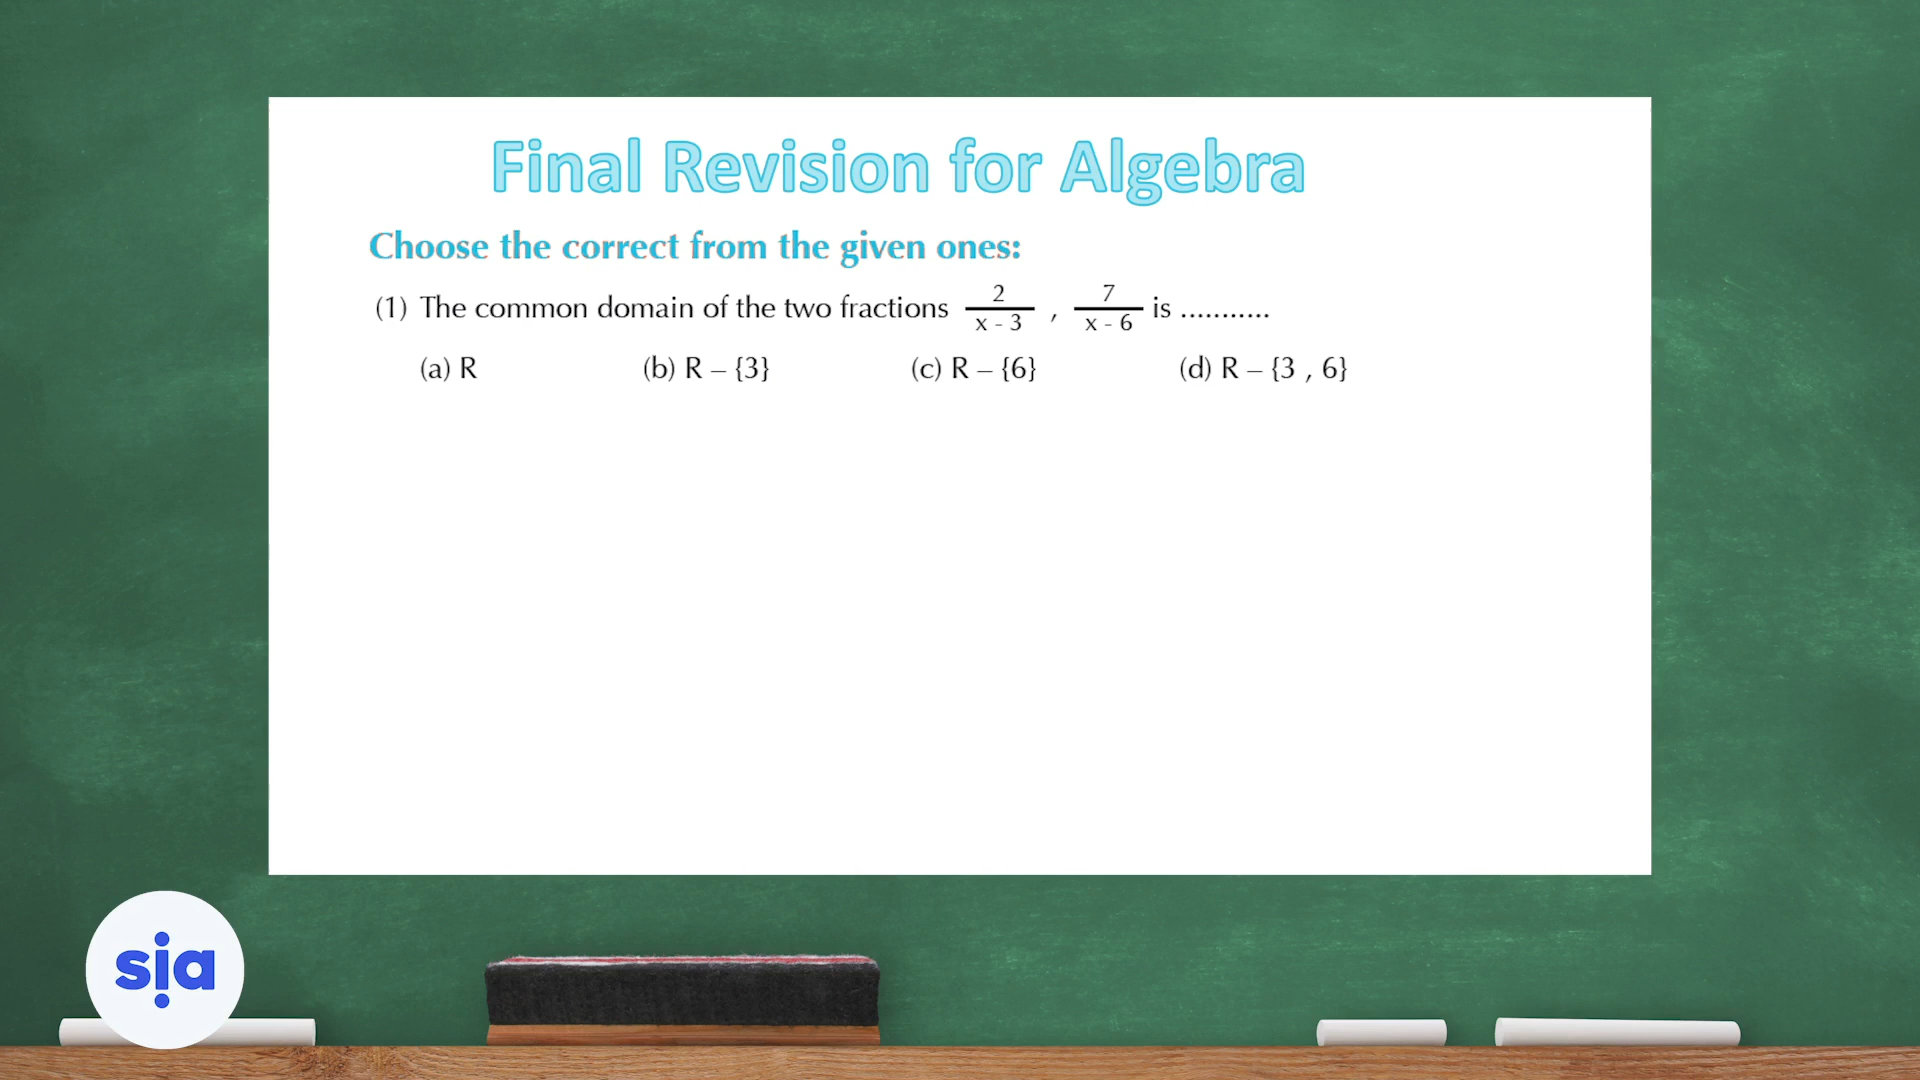 Final Revision for Algebra
Choose the correct from the given ones:
(1) The common domain of the two fractions 2/(x - 3) , 7/(x - 6) is ...........
(a) R (b) R – {3} (c) R – {6} (d) R – {3 , 6}
sia